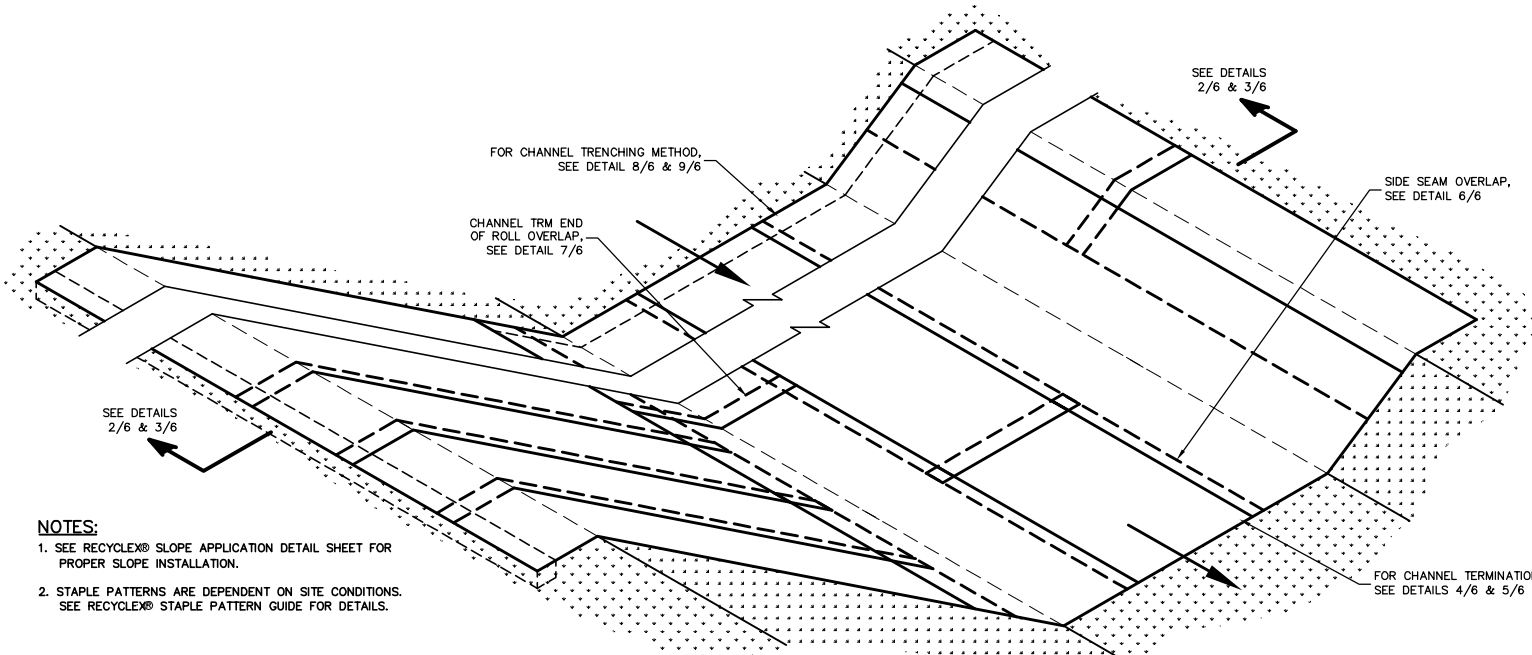 SEE DETAILS
2/6 & 3/6
FOR CHANNEL TRENCHING METHOD,
SEE DETAIL 8/6 & 9/6
SIDE SEAM OVERLAP,
SEE DETAIL 6/6
CHANNEL TRM END
OF ROLL OVERLAP,
SEE DETAIL 7/6
SEE DETAILS
2/6 & 3/6
NOTES:
1. SEE RECYCLEX® SLOPE APPLICATION DETAIL SHEET FOR
PROPER SLOPE INSTALLATION.
2. STAPLE PATTERNS ARE DEPENDENT ON SITE CONDITIONS.
SEE RECYCLEX® STAPLE PATTERN GUIDE FOR DETAILS.
FOR CHANNEL TERMINATION
SEE DETAILS 4/6 & 5/6